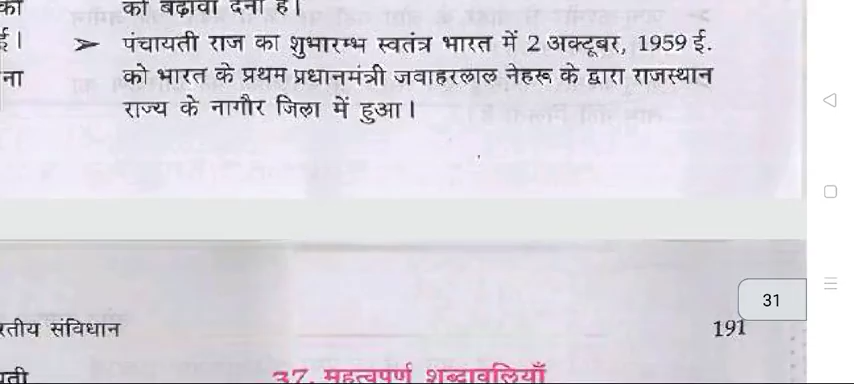 को
को बढ़ावा देना है।
ई।
➢ पंचायती राज का शुभारम्भ स्वतंत्र भारत में 2 अक्टूबर, 1959 ई.
ना
को भारत के प्रथम प्रधानमंत्री जवाहरलाल नेहरू के द्वारा राजस्थान
राज्य के नागौर जिला में हुआ।
31
रतीय संविधान
191
37. महत्वपूर्ण शब्दावलियाँ